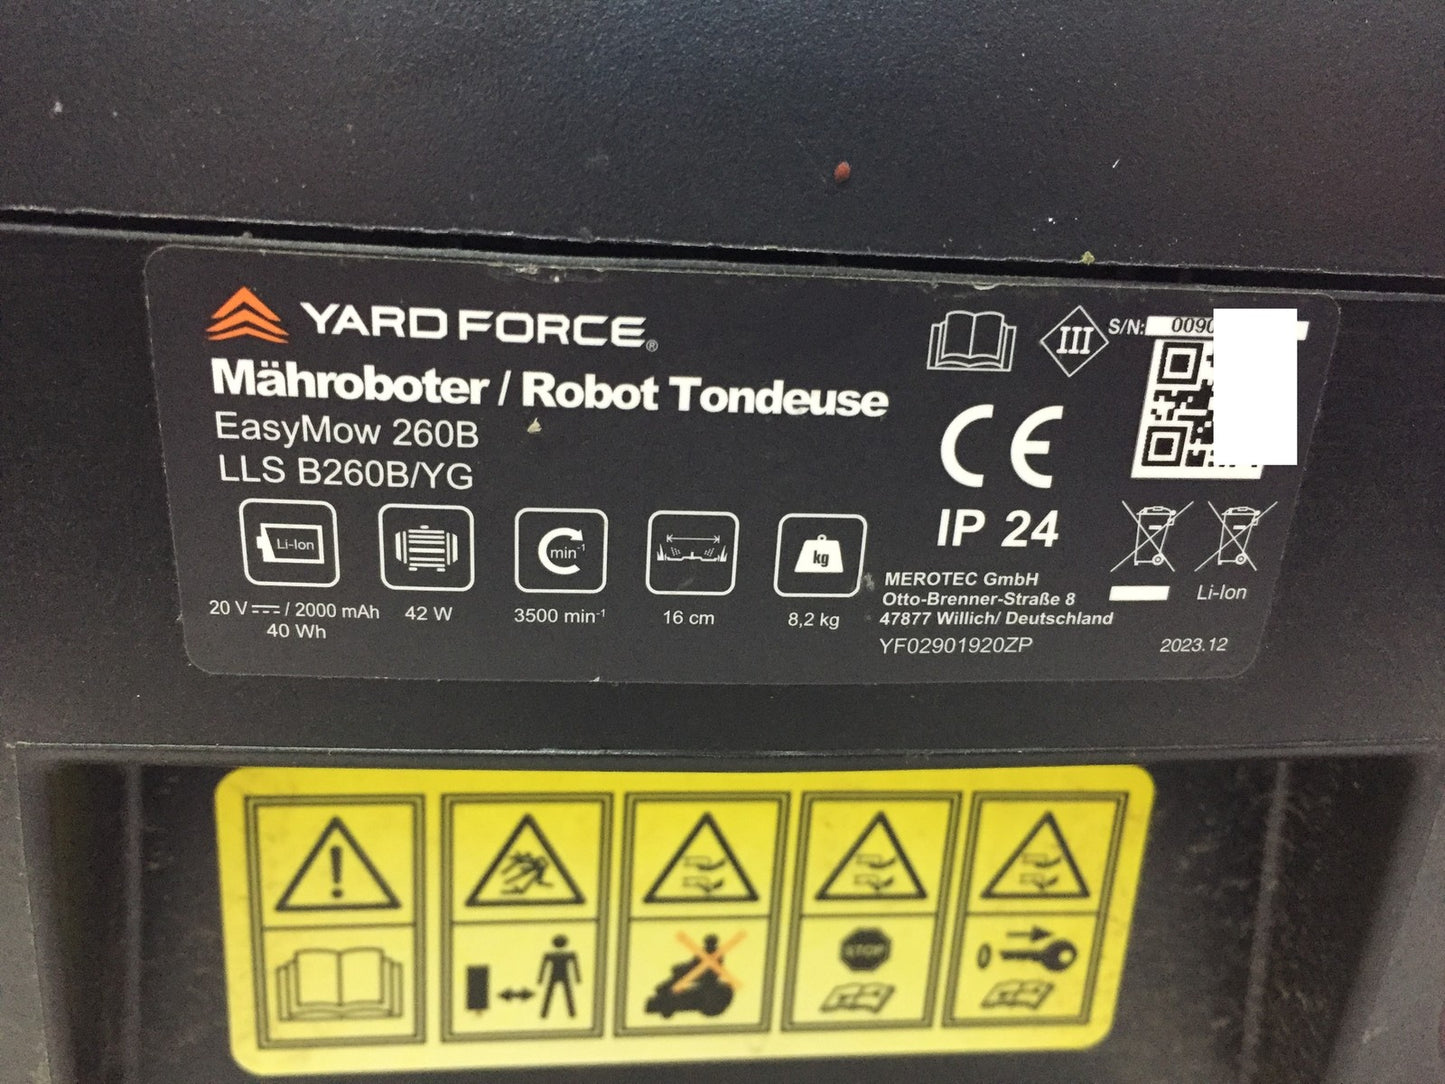 YARD FORCE®
Mähroboter / Robot Tondeuse
EasyMow 260B
LLS B260B/YG
Li-Ion
min-1
kg
20 V ⎓ / 2000 mAh
40 Wh
42 W
3500 min-1
16 cm
8,2 kg
III
S/N: 0090
CE
IP 24
MEROTEC GmbH
Otto-Brenner-Straße 8
47877 Willich/ Deutschland
YF02901920ZP
Li-Ion
2023.12
STOP